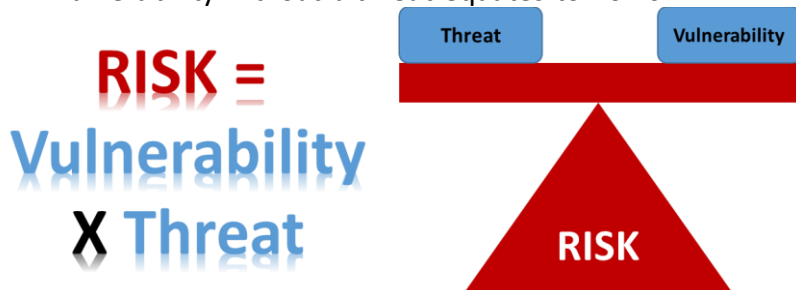 RISK =
Vulnerability
X Threat
Threat
Vulnerability
RISK